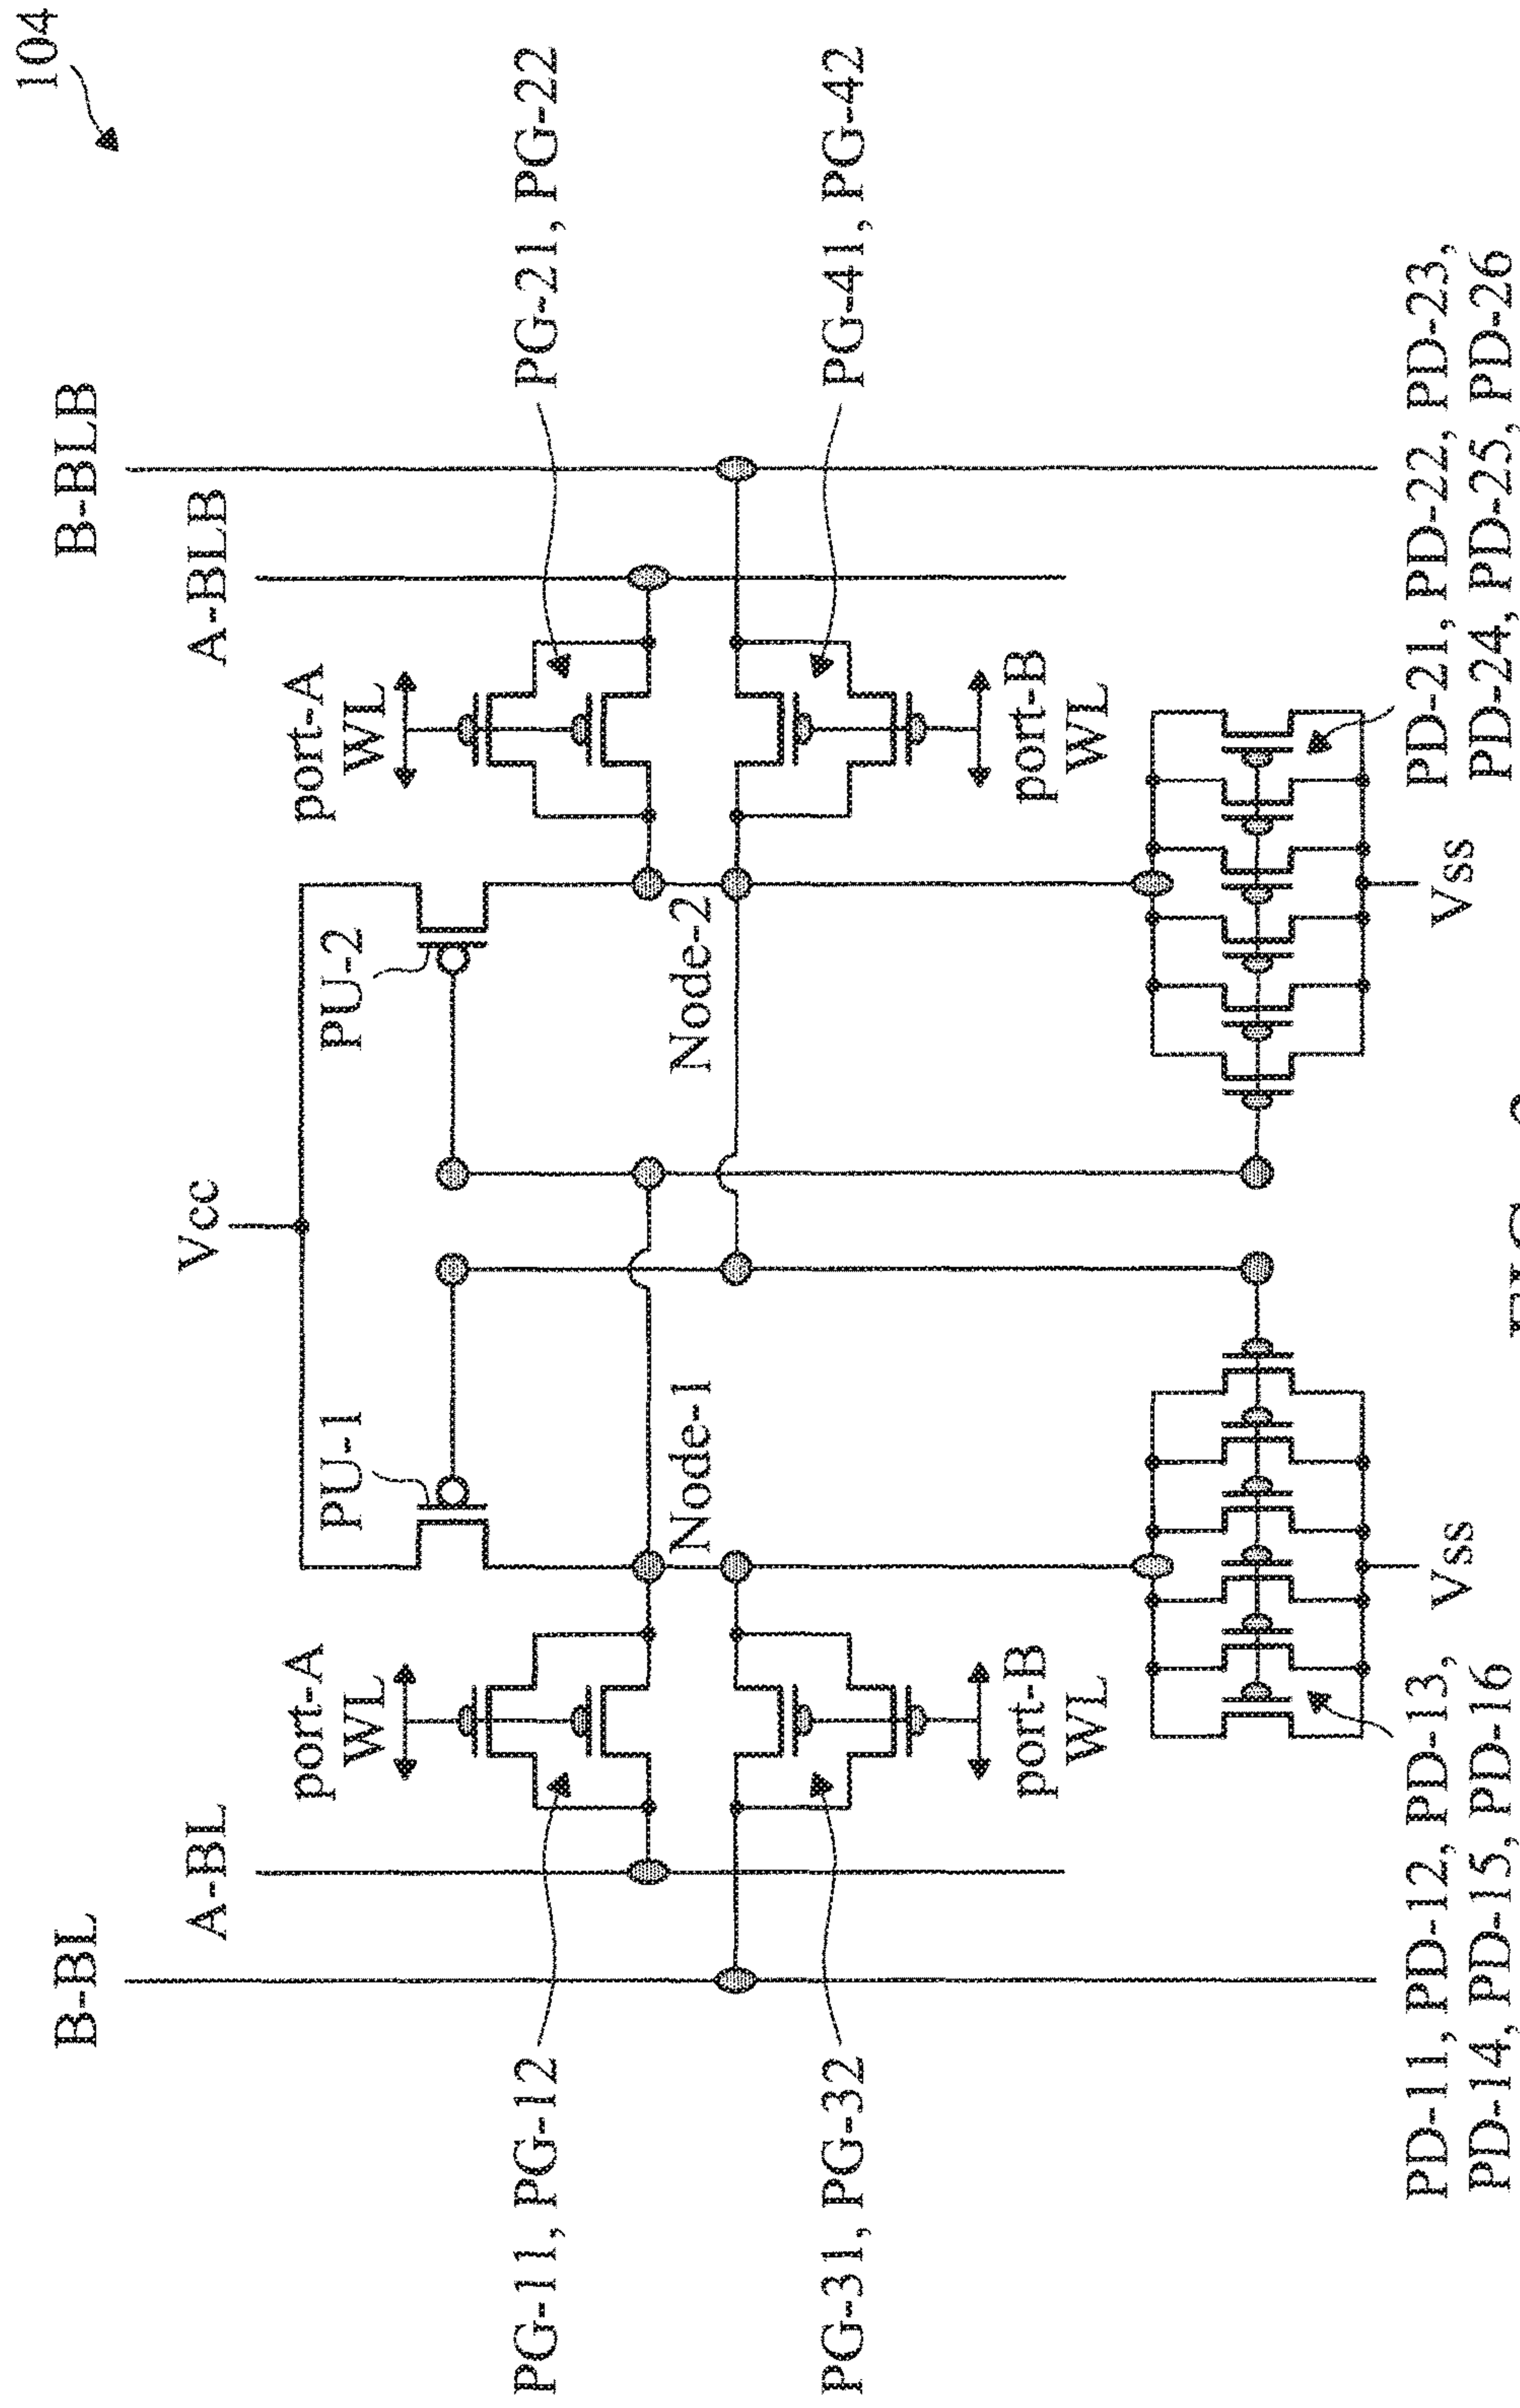 104
B-BL
B-BLB
A-BL
Vcc
A-BLB
port-A
WL
PU-1
PU-2
port-A
WL
PG-11, PG-12
PG-21, PG-22
Node-1
Node-2
PG-31, PG-32
PG-41, PG-42
port-B
WL
port-B
WL
PD-11, PD-12, PD-13,
PD-14, PD-15, PD-16
Vss
Vss
PD-21, PD-22, PD-23,
PD-24, PD-25, PD-26